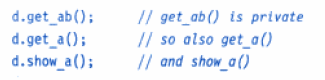 d.get_ab();      // get_ab() is private
d.get_a();       // so also get_a()
d.show_a();      // and show_a()